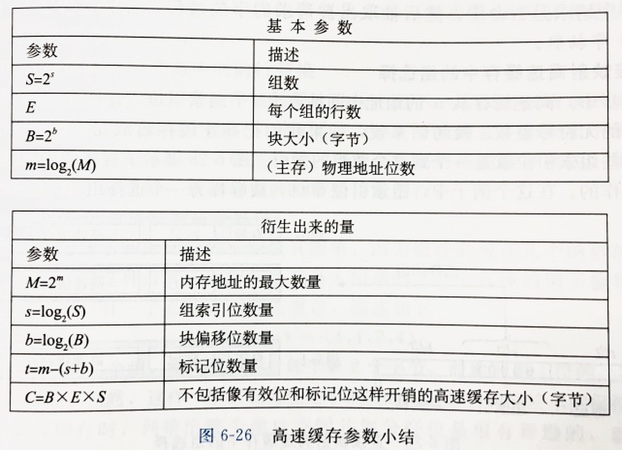 基本参数
参数 描述
S=2^s 组数
E 每个组的行数
B=2^b 块大小（字节）
m=log₂(M) （主存）物理地址位数
衍生出来的量
参数 描述
M=2^m 内存地址的最大数量
s=log₂(S) 组索引位数量
b=log₂(B) 块偏移位数量
t=m−(s+b) 标记位数量
C=B×E×S 不包括像有效位和标记位这样开销的高速缓存大小（字节）
图 6-26 高速缓存参数小结